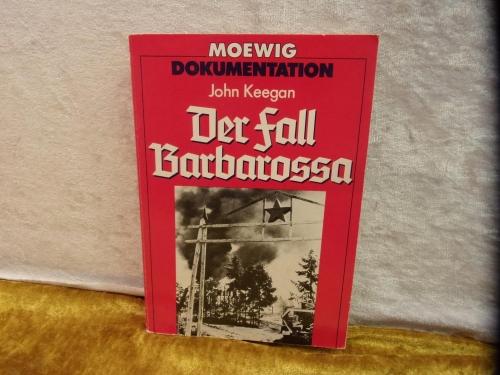 MOEWIG
DOKUMENTATION
John Keegan
Der Fall
Barbarossa